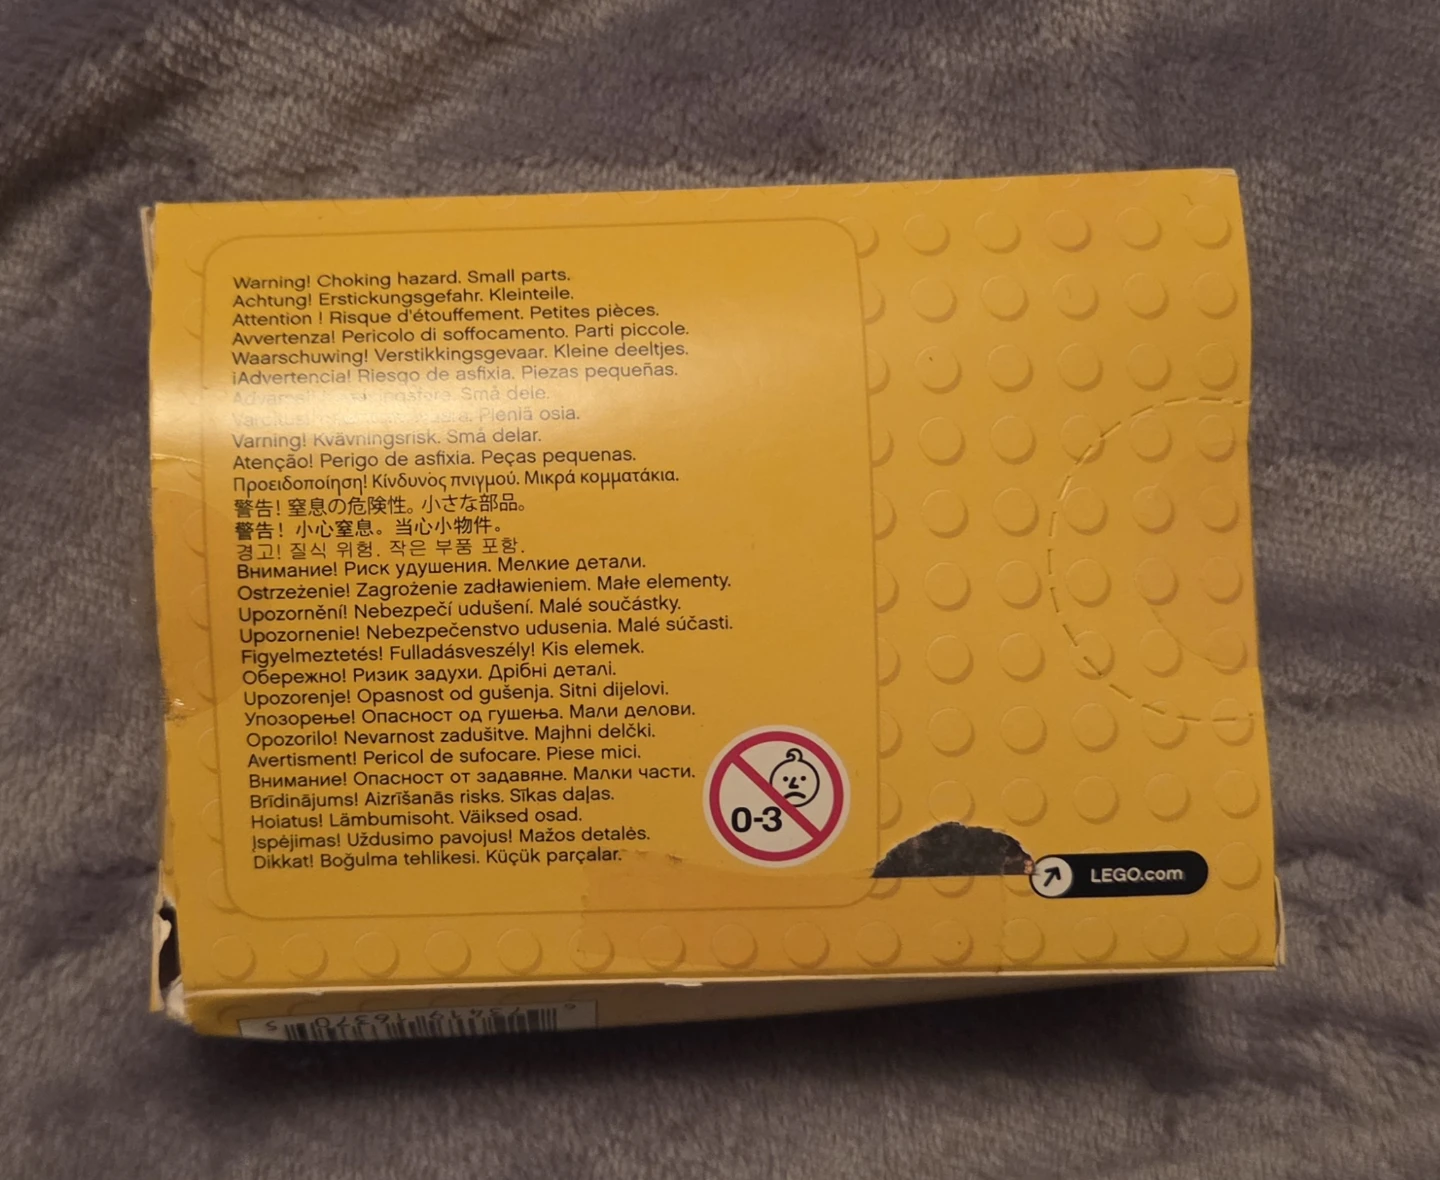 Warning! Choking hazard. Small parts.
Achtung! Erstickungsgefahr. Kleinteile.
Attention ! Risque d'étouffement. Petites pièces.
Avvertenza! Pericolo di soffocamento. Parti piccole.
Waarschuwing! Verstikkingsgevaar. Kleine deeltjes.
¡Advertencia! Riesgo de asfixia. Piezas pequeñas.
Små dele.
Pieniä osia.
Varning! Kvävningsrisk. Små delar.
Atenção! Perigo de asfixia. Peças pequenas.
Προειδοποίηση! Κίνδυνος πνιγμού. Μικρά κομματάκια.
警告! 窒息の危険性。小さな部品。
警告! 小心窒息。当心小物件。
경고! 질식 위험. 작은 부품 포함.
Внимание! Риск удушения. Мелкие детали.
Ostrzeżenie! Zagrożenie zadławieniem. Małe elementy.
Upozornění! Nebezpečí udušení. Malé součástky.
Upozornenie! Nebezpečenstvo udusenia. Malé súčasti.
Figyelmeztetés! Fulladásveszély! Kis elemek.
Обережно! Ризик задухи. Дрібні деталі.
Upozorenje! Opasnost od gušenja. Sitni dijelovi.
Упозорење! Опасност од гушења. Мали делови.
Opozorilo! Nevarnost zadušitve. Majhni delčki.
Avertisment! Pericol de sufocare. Piese mici.
Внимание! Опасност от задавяне. Малки части.
Brīdinājums! Aizrīšanās risks. Sīkas daļas.
Hoiatus! Lämbumisoht. Väiksed osad.
Įspėjimas! Uždusimo pavojus! Mažos detalės.
Dikkat! Boğulma tehlikesi. Küçük parçalar.
0-3
LEGO.com
6 73419 16370 5